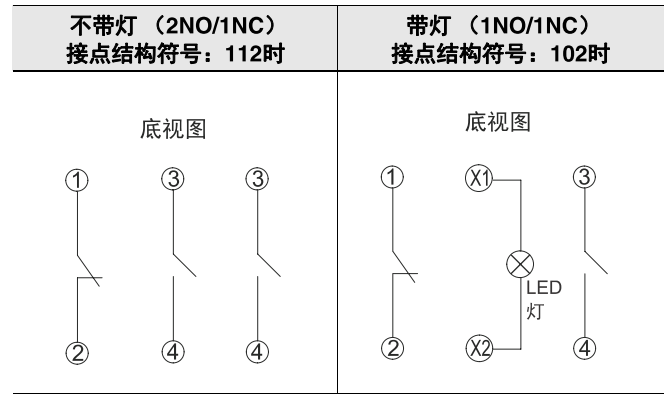 不带灯 （2NO/1NC）
接点结构符号：112时
底视图
① ③ ③
② ④ ④
带灯 （1NO/1NC）
接点结构符号：102时
底视图
① X1 ③
LED
灯
② X2 ④